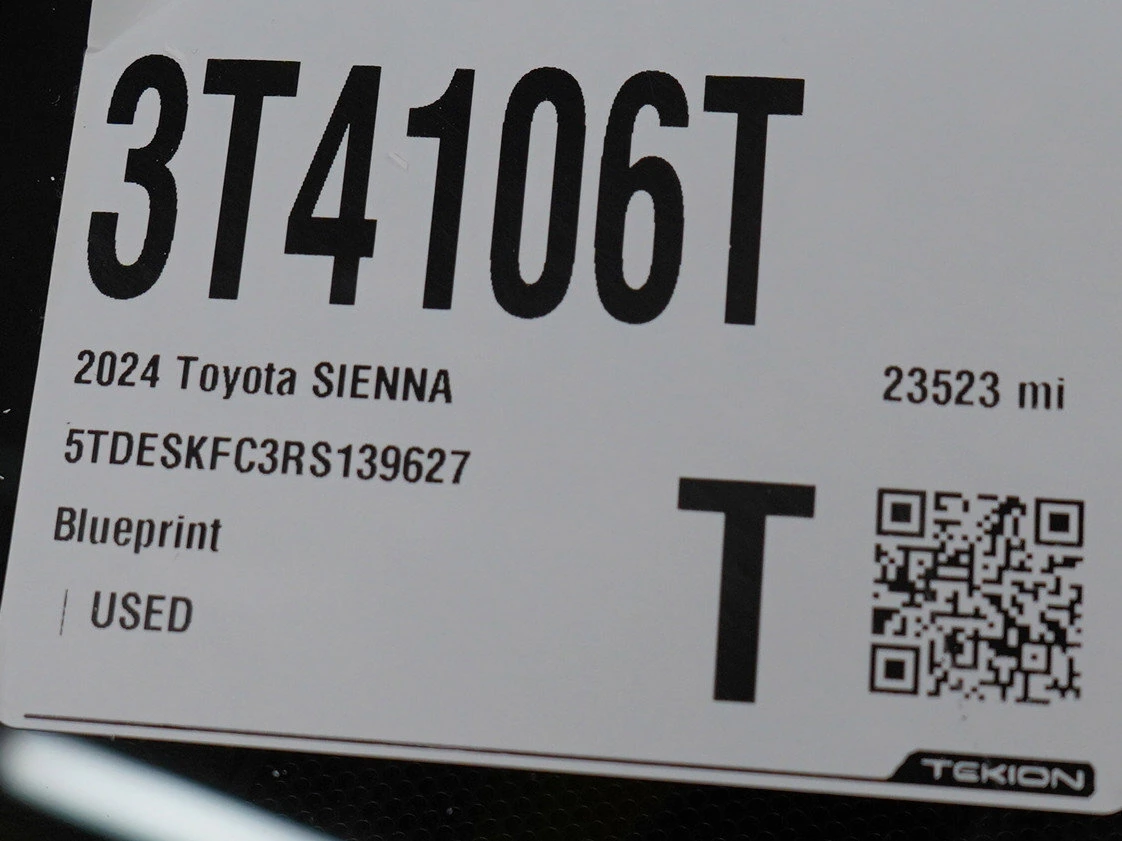 3T4106T
2024 Toyota SIENNA
23523 mi
5TDESKFC3RS139627
Blueprint
T
| USED
TEKION